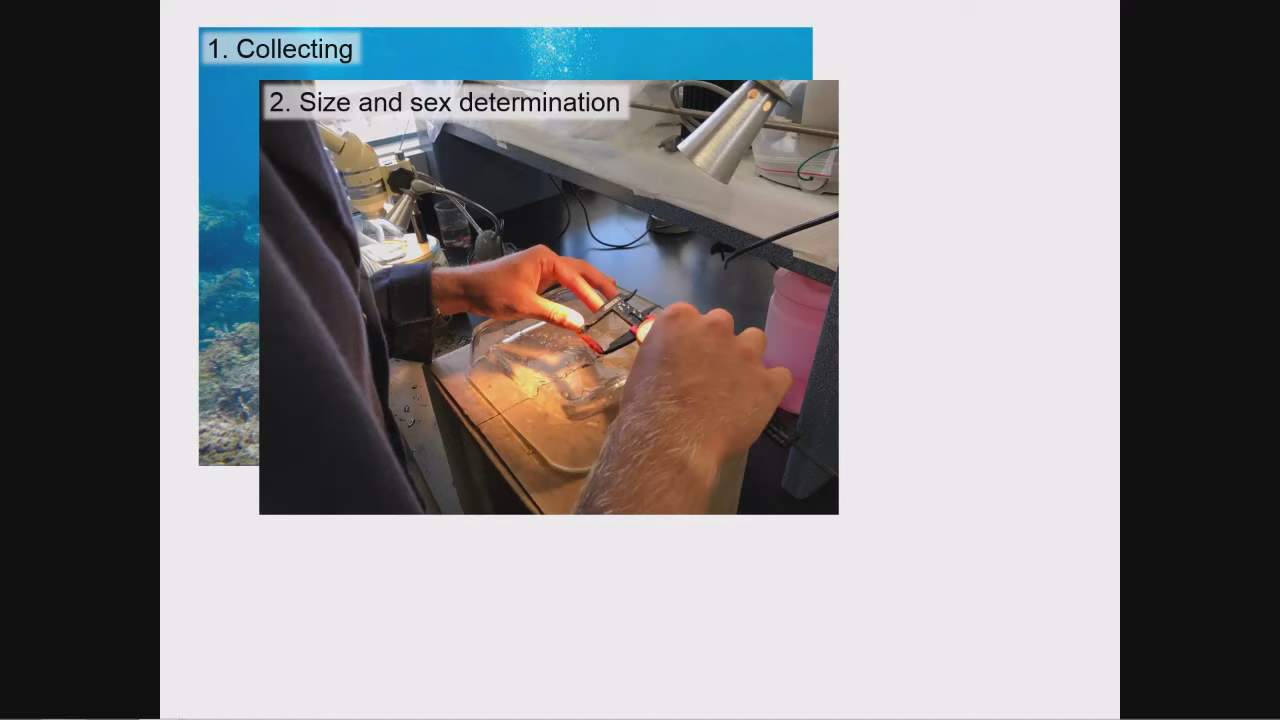 1. Collecting
2. Size and sex determination